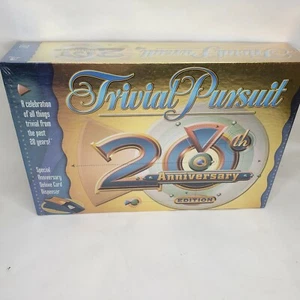 Trivial Pursuit
A celebration
of all things
trivial from
the past
20 years!
20th
Anniversary
EDITION
Special
Anniversary
Deluxe Card
Dispenser